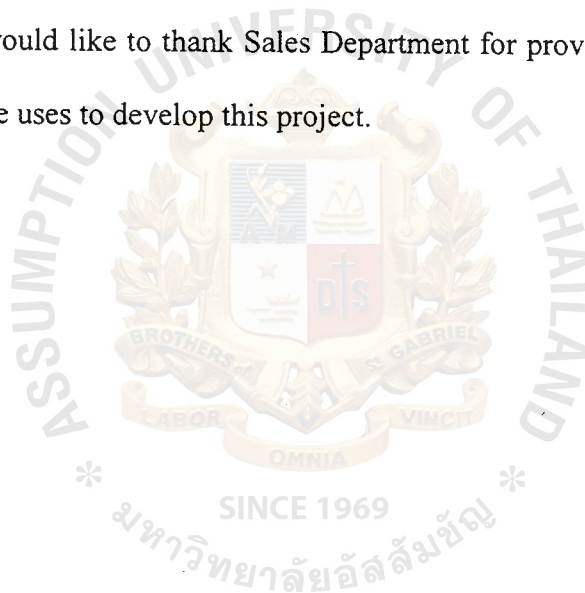 ould like to thank Sales Department for prov
e uses to develop this project.
ASSUMPTION UNIVERSITY OF THAILAND
A M
D S
BROTHERS of St GABRIEL
LABOR OMNIA VINCIT
SINCE 1969
* มหาวิทยาลัยอัสสัมชัญ *